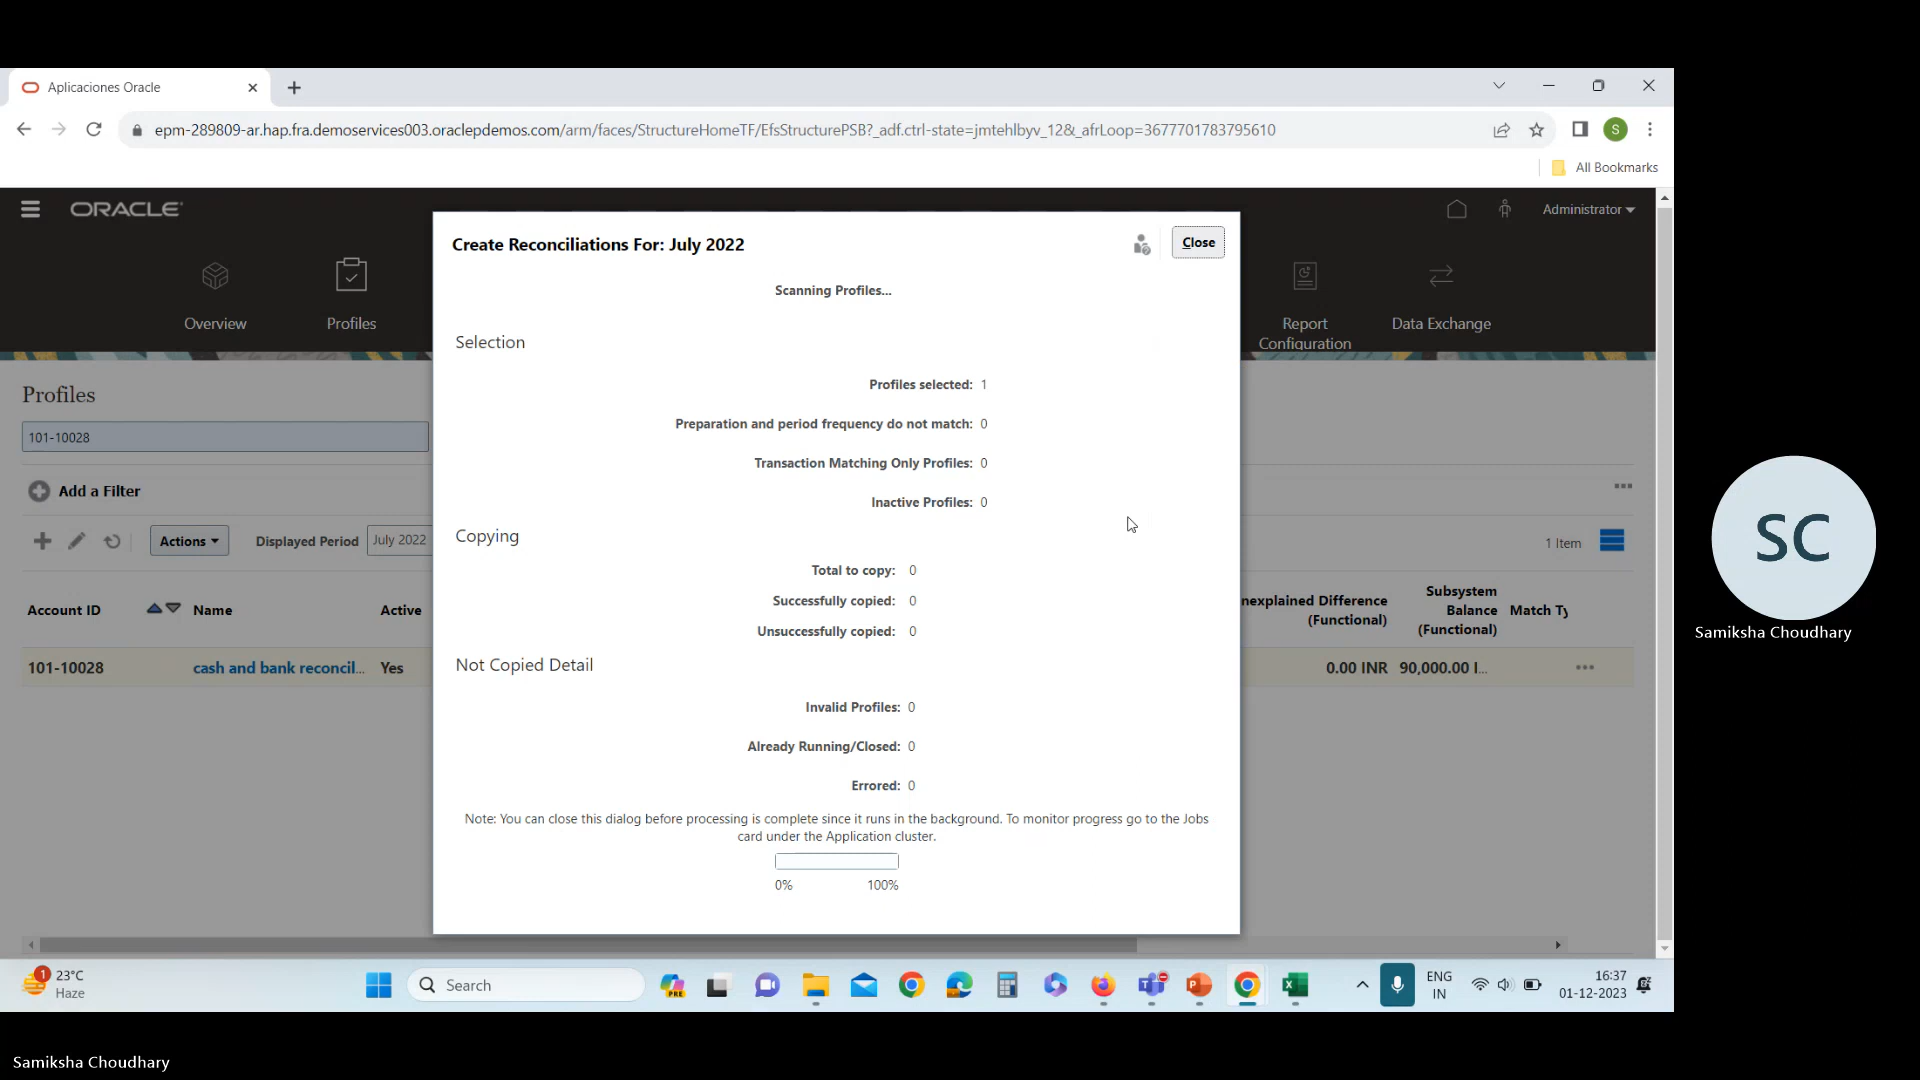 Aplicaciones Oracle
epm-289809-ar.hap.fra.demoservices003.oraclepdemos.com/arm/faces/StructureHomeTF/EfsStructurePSB?_adf.ctrl-state=jmtehlbyv_12&_afrLoop=3677701783795610
S
All Bookmarks
ORACLE
Administrator
Overview
Profiles
Report Configuration
Data Exchange
Create Reconciliations For: July 2022
Close
Scanning Profiles...
Selection
Profiles selected: 1
Preparation and period frequency do not match: 0
Transaction Matching Only Profiles: 0
Inactive Profiles: 0
Copying
Total to copy: 0
Successfully copied: 0
Unsuccessfully copied: 0
Not Copied Detail
Invalid Profiles: 0
Already Running/Closed: 0
Errored: 0
Note: You can close this dialog before processing is complete since it runs in the background. To monitor progress go to the Jobs
card under the Application cluster.
0% 100%
Profiles
101-10028
Add a Filter
Actions
Displayed Period
July 2022
1 Item
Account ID
Name
Active
nexplained Difference
(Functional)
Subsystem
Balance
(Functional)
Match Ty
101-10028
cash and bank reconcil...
Yes
0.00 INR
90,000.00 I...
SC
Samiksha Choudhary
1
23°C
Haze
Search
PRE
ENG
IN
16:37
01-12-2023
Samiksha Choudhary